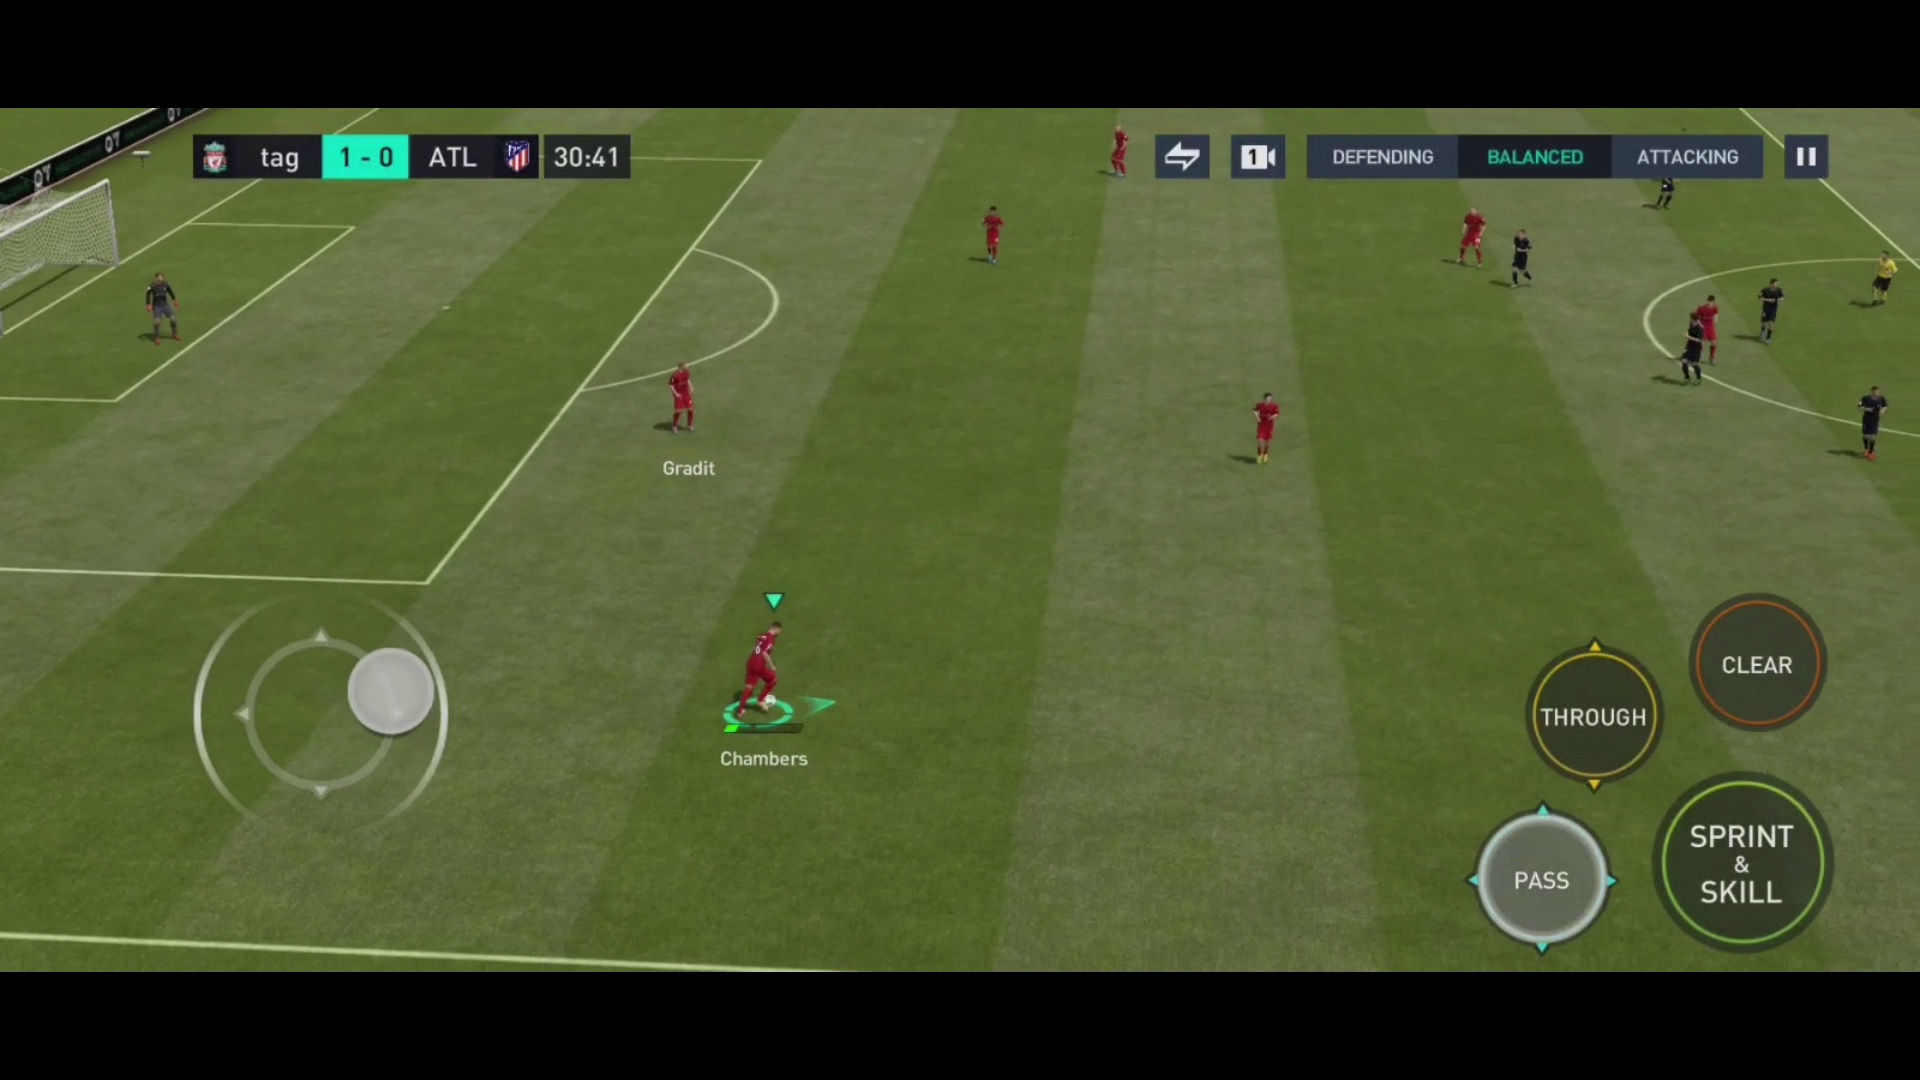 tag 1 - 0 ATL 30:41
1
DEFENDING BALANCED ATTACKING
Gradit
Chambers
CLEAR
THROUGH
PASS
SPRINT
&
SKILL